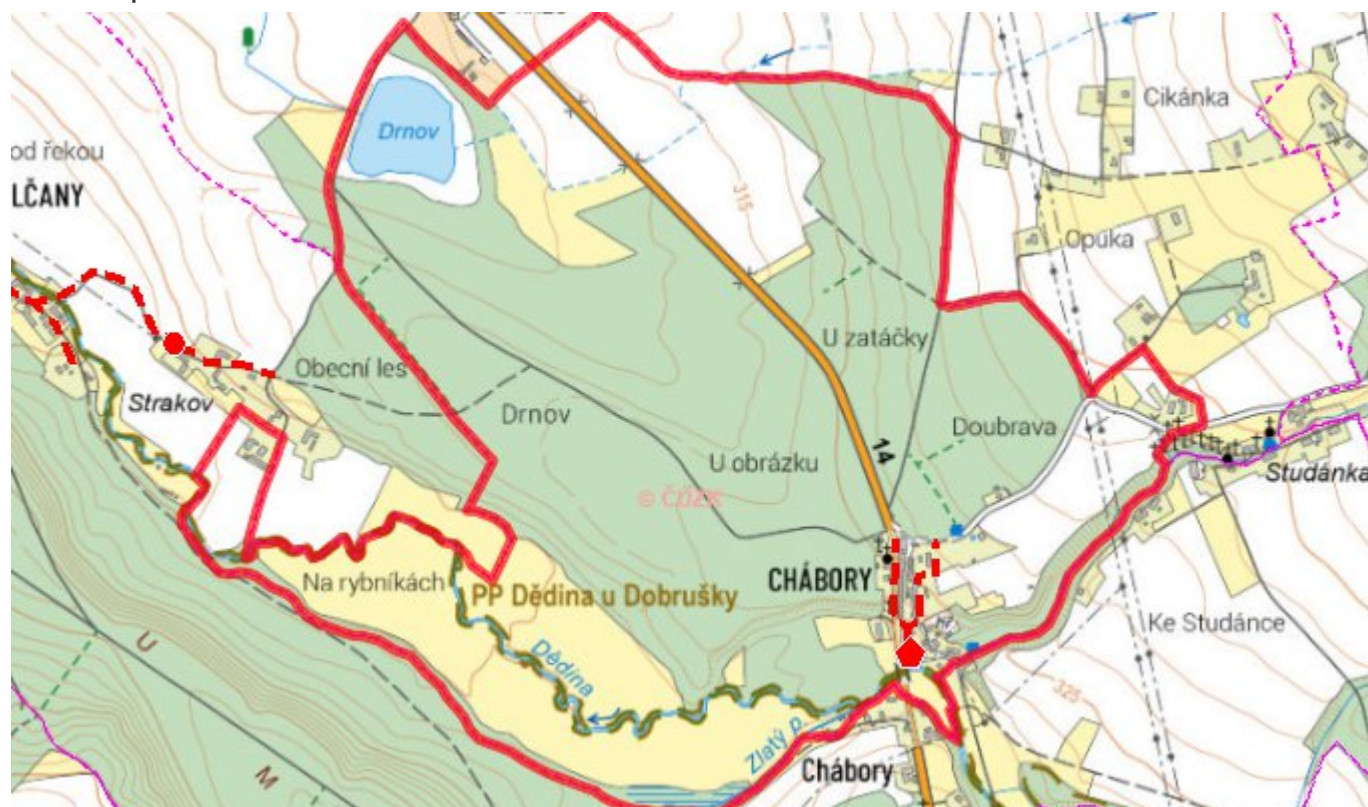 Drnov
Cikánka
od řekou
LČANY
315
Opuka
U zatáčky
Obecní les
Strakov
Drnov
Doubrava
14
U obrázku
Studánka
© ČÚZK
CHÁBORY
Na rybníkách
PP Dědina u Dobrušky
hř.
Ke Studánce
U
Dědina
325
Zlatý p.
M
Chábory